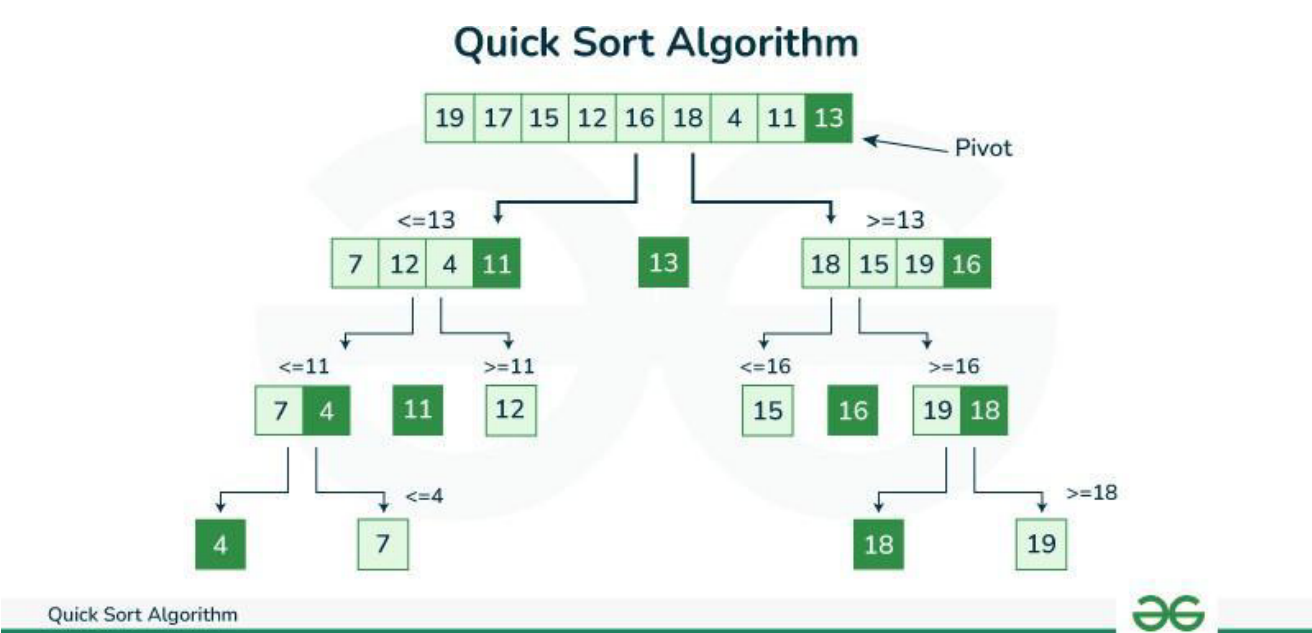 Quick Sort Algorithm
19 17 15 12 16 18 4 11 13
Pivot
<=13 >=13
7 12 4 11 13 18 15 19 16
<=11 >=11 <=16 >=16
7 4 11 12 15 16 19 18
<=4 >=18
4 7 18 19
Quick Sort Algorithm